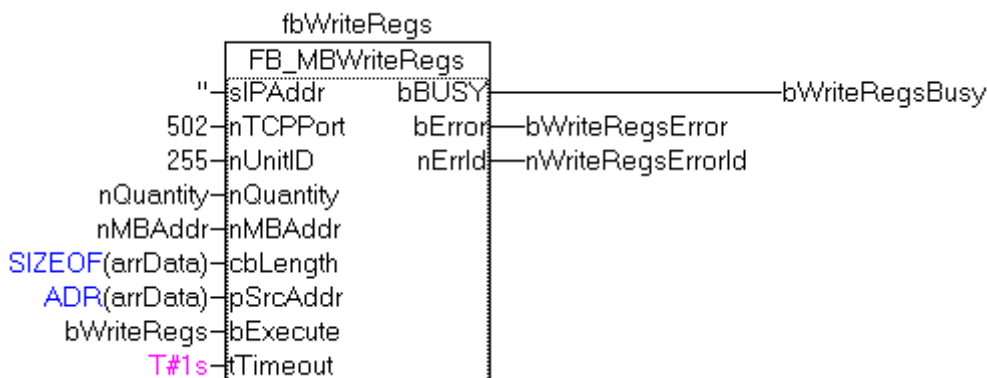 fbWriteRegs
FB_MBWriteRegs
'' sIPAddr bBUSY bWriteRegsBusy
502 nTCPPort bError bWriteRegsError
255 nUnitID nErrId nWriteRegsErrorId
nQuantity nQuantity
nMBAddr nMBAddr
SIZEOF(arrData) cbLength
ADR(arrData) pSrcAddr
bWriteRegs bExecute
T#1s tTimeout